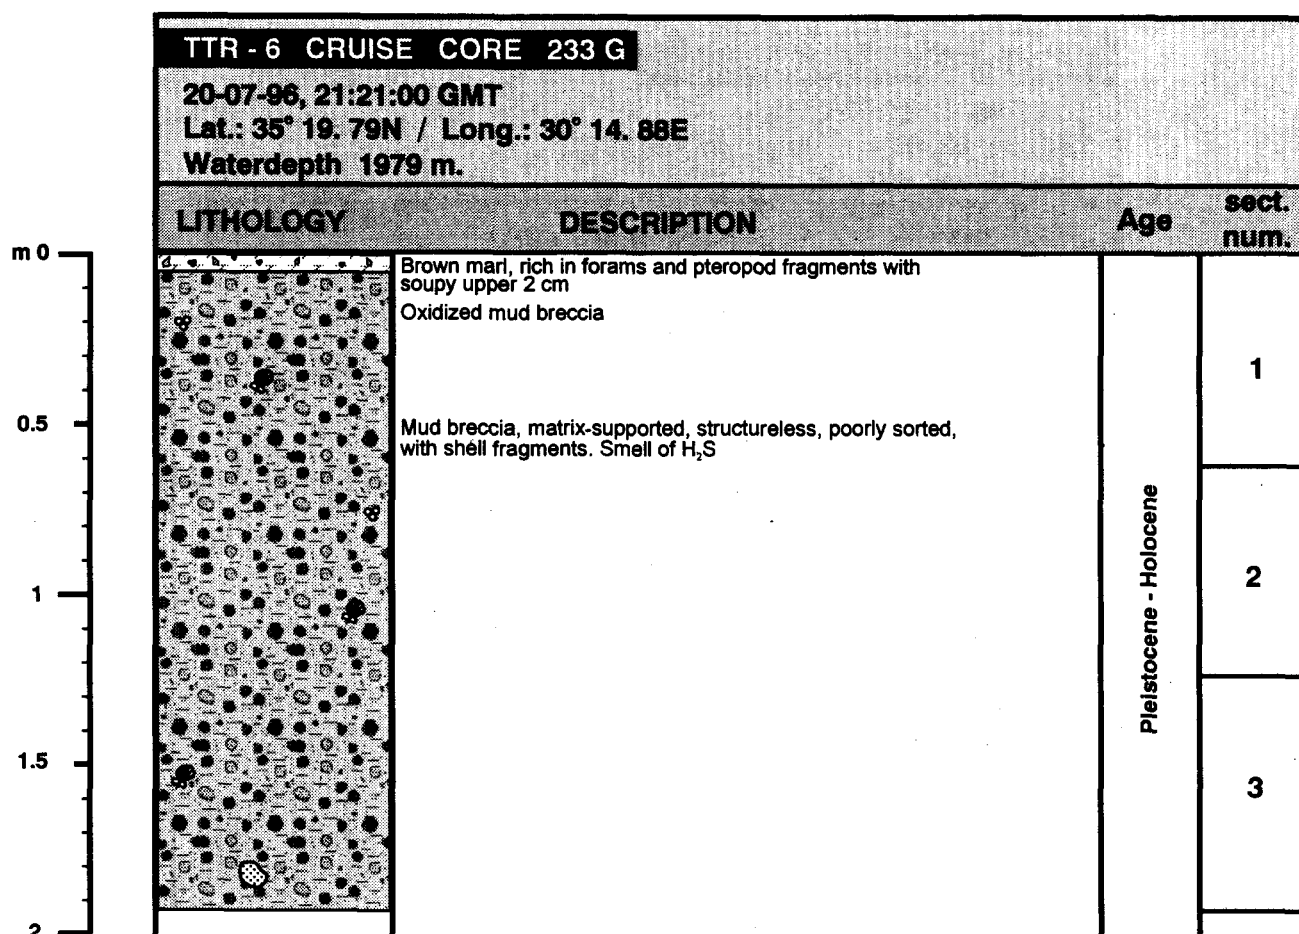 TTR - 6 CRUISE CORE 233 G
20-07-96, 21:21:00 GMT
Lat.: 35° 19. 79N / Long.: 30° 14. 88E
Waterdepth 1979 m.
LITHOLOGY DESCRIPTION Age sect. num.
m 0
Brown marl, rich in forams and pteropod fragments with
soupy upper 2 cm
Oxidized mud breccia
1
0.5
Mud breccia, matrix-supported, structureless, poorly sorted,
with shell fragments. Smell of H₂S
Pleistocene - Holocene
2
1
1.5
3
2